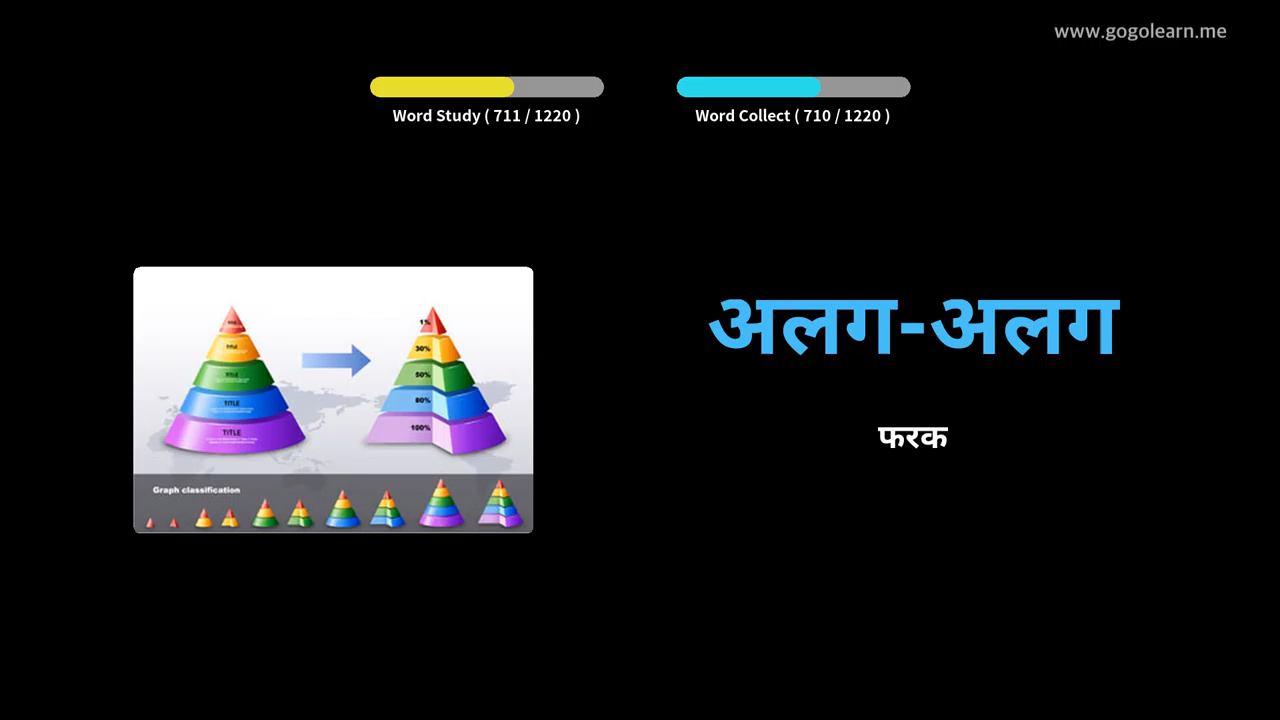 www.gogolearn.me
Word Study ( 711 / 1220 )
Word Collect ( 710 / 1220 )
अलग-अलग
फरक
TITLE
TITLE
TITLE
TITLE
1%
30%
50%
80%
100%
Graph classification